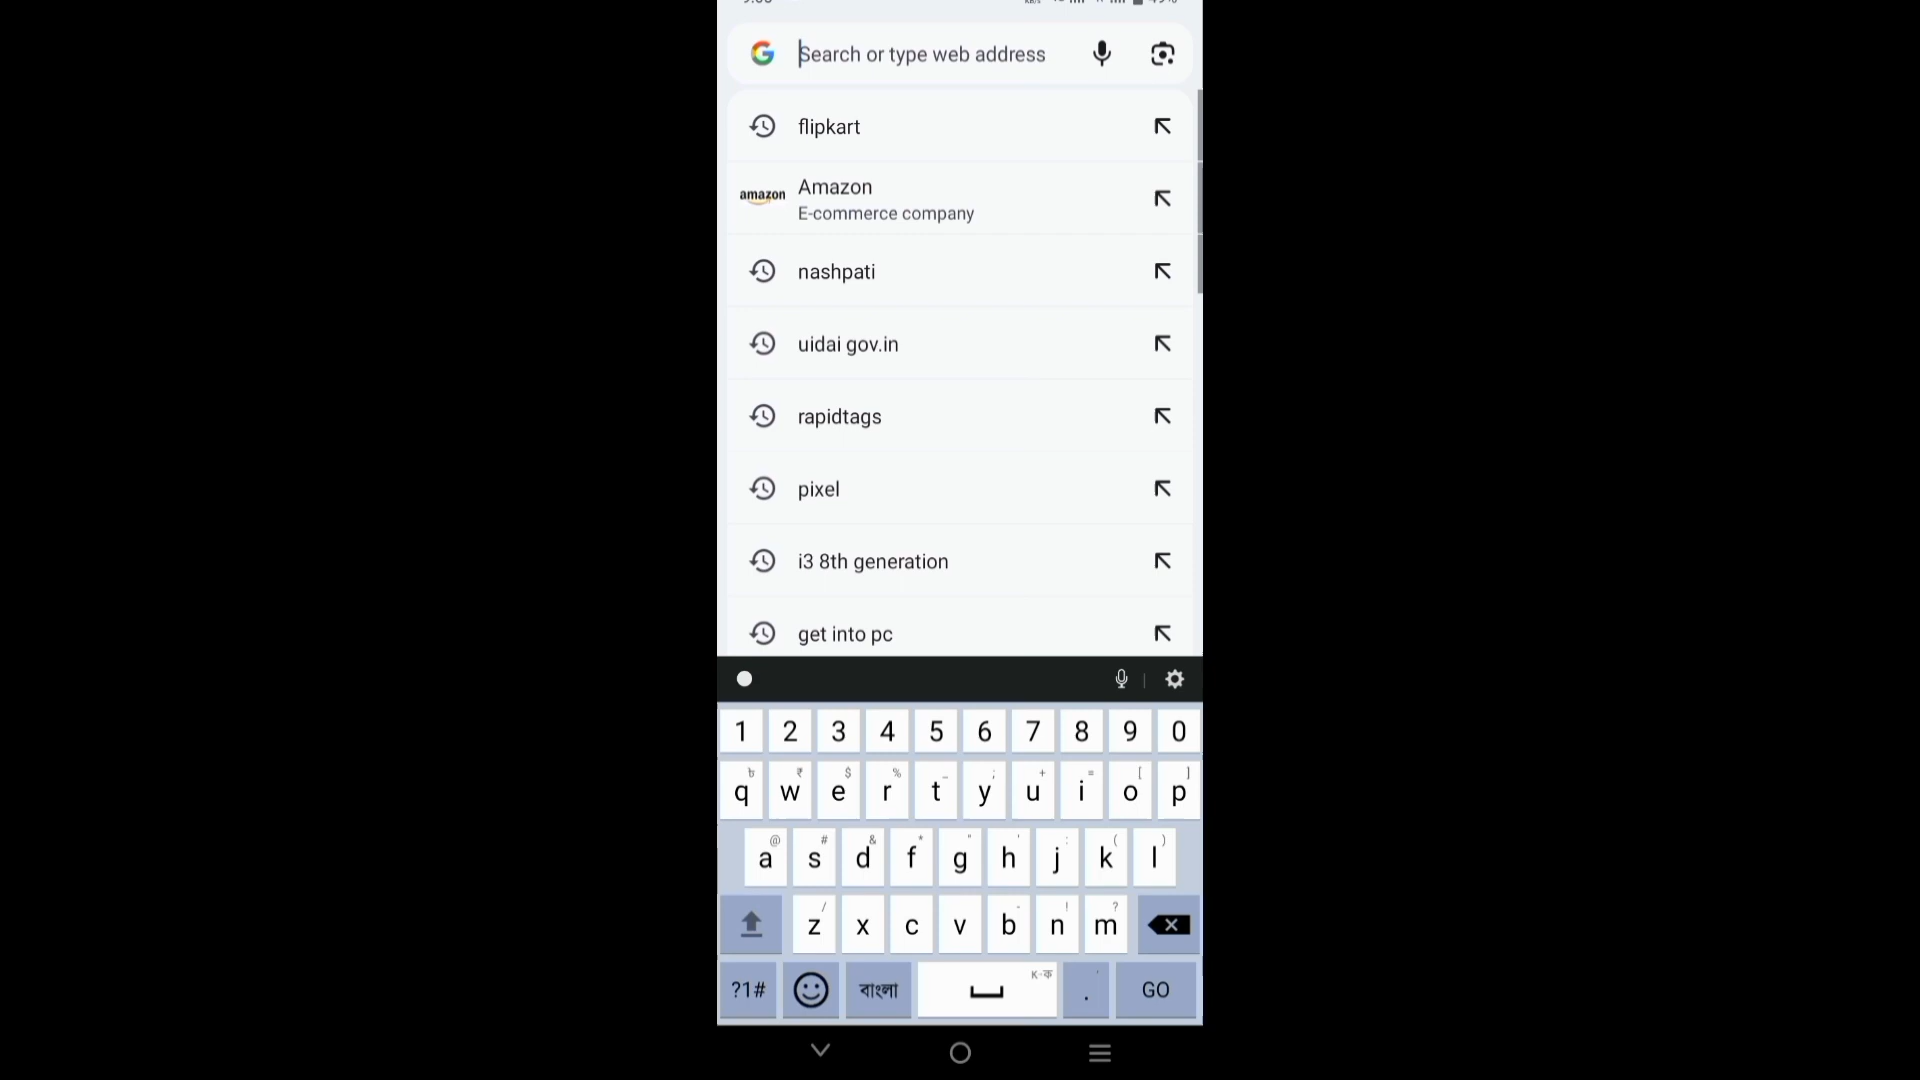 Search or type web address
flipkart
amazon
Amazon
E-commerce company
nashpati
uidai gov.in
rapidtags
pixel
i3 8th generation
get into pc
1 2 3 4 5 6 7 8 9 0
৳ ₹ $ % _ ; + = [ ]
q w e r t y u i o p
@ # & * " ' : ( )
a s d f g h j k l
/ - ! ?
z x c v b n m
?1# বাংলা K-ক . GO